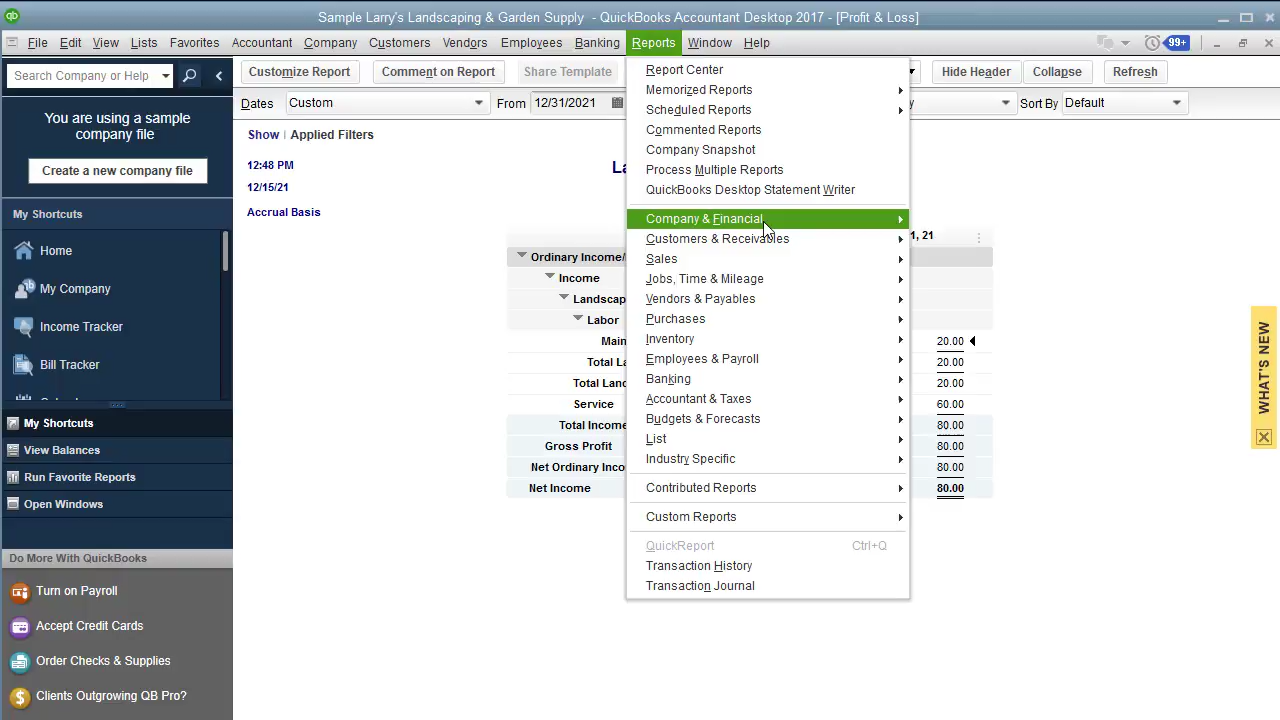 qb
Sample Larry's Landscaping & Garden Supply - QuickBooks Accountant Desktop 2017 - [Profit & Loss]
File Edit View Lists Favorites Accountant Company Customers Vendors Employees Banking Reports Window Help 99+
Search Company or Help
You are using a sample
company file
Create a new company file
My Shortcuts
Home
My Company
Income Tracker
Bill Tracker
My Shortcuts
View Balances
Run Favorite Reports
Open Windows
Do More With QuickBooks
Turn on Payroll
Accept Credit Cards
Order Checks & Supplies
Clients Outgrowing QB Pro?
Customize Report Comment on Report Share Template Hide Header Collapse Refresh
Dates Custom From 12/31/2021 Sort By Default
Show Applied Filters
12:48 PM
12/15/21
Accrual Basis
La
1, 21
Ordinary Income/
Income
Landscap
Labor
Main 20.00
Total La 20.00
Total Lanc 20.00
Service 60.00
Total Income 80.00
Gross Profit 80.00
Net Ordinary Inco 80.00
Net Income 80.00
Report Center
Memorized Reports
Scheduled Reports
Commented Reports
Company Snapshot
Process Multiple Reports
QuickBooks Desktop Statement Writer
Company & Financial
Customers & Receivables
Sales
Jobs, Time & Mileage
Vendors & Payables
Purchases
Inventory
Employees & Payroll
Banking
Accountant & Taxes
Budgets & Forecasts
List
Industry Specific
Contributed Reports
Custom Reports
QuickReport Ctrl+Q
Transaction History
Transaction Journal
WHAT'S NEW